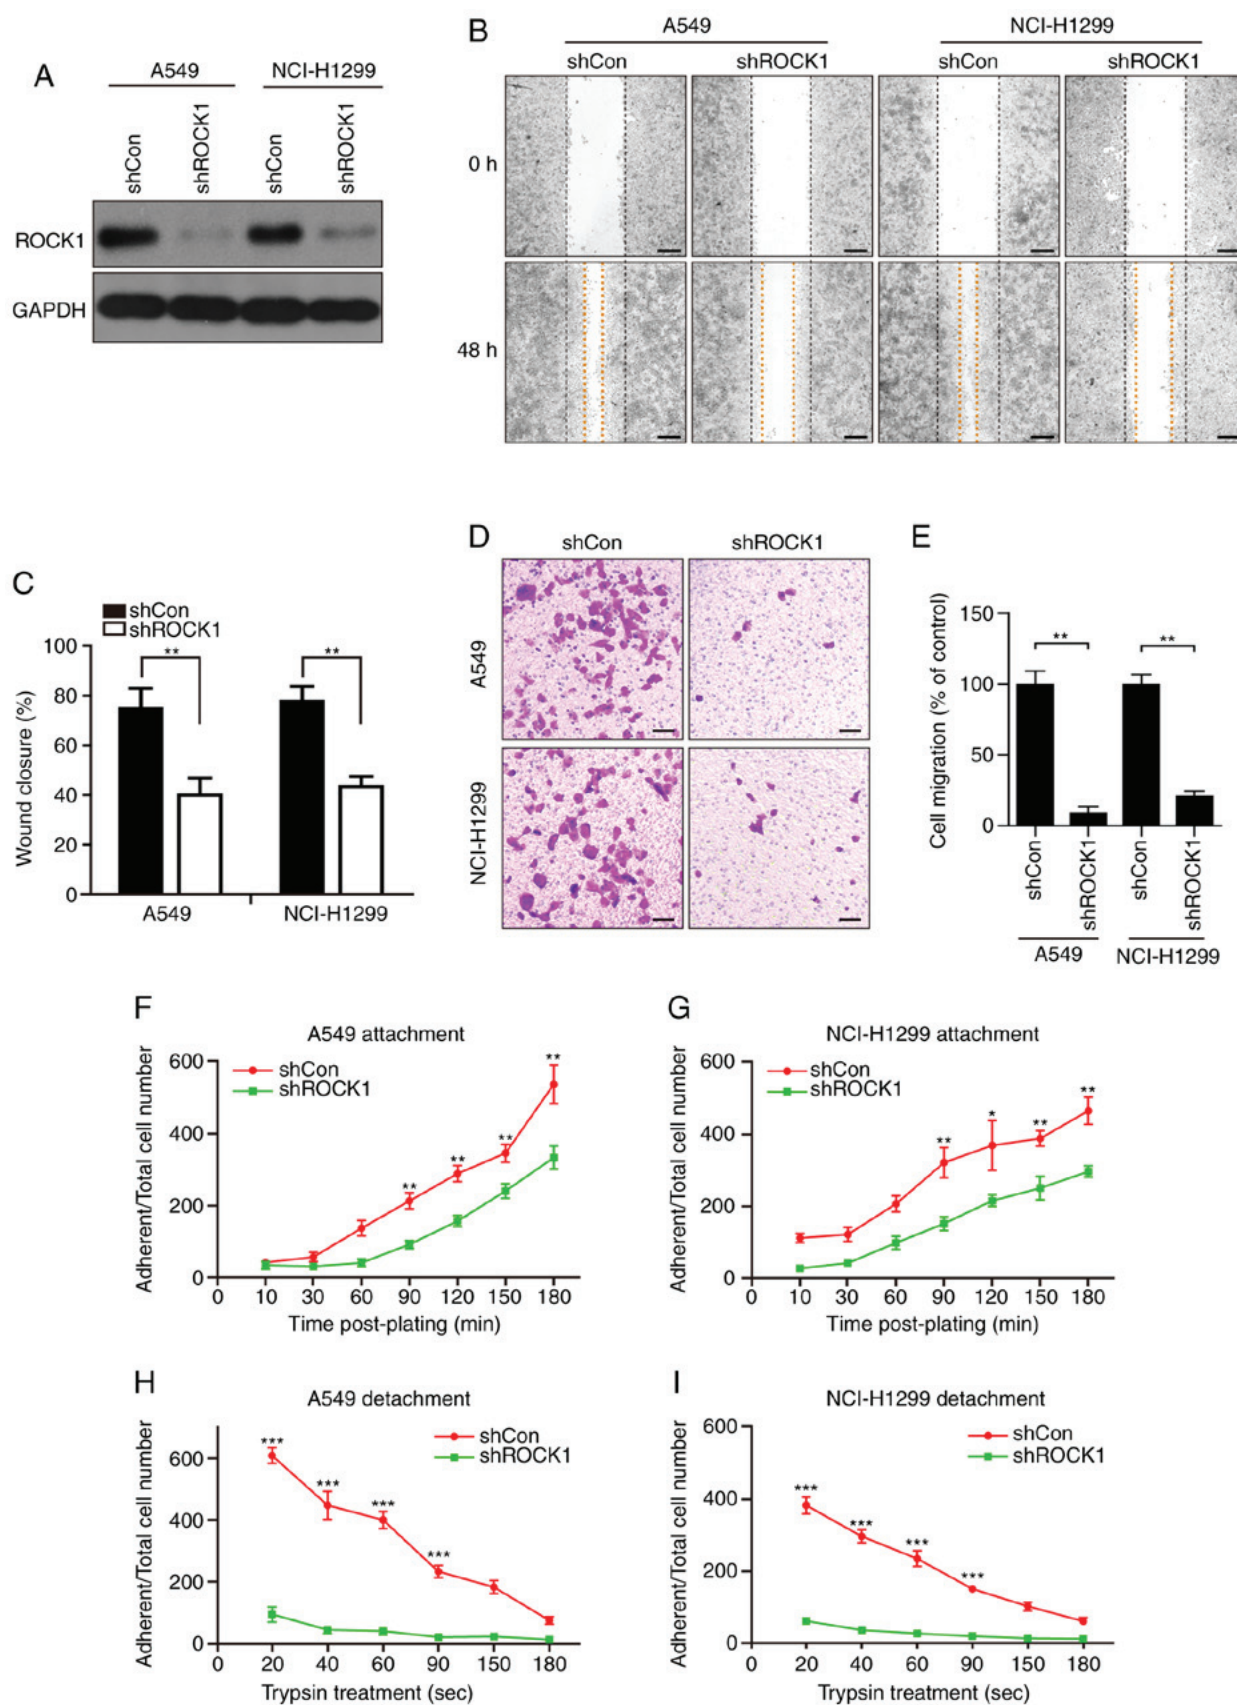 A
A549 NCI-H1299
shCon shROCK1 shCon shROCK1
ROCK1
GAPDH
B
A549 NCI-H1299
shCon shROCK1 shCon shROCK1
0 h
48 h
C
shCon
shROCK1
Wound closure (%)
100
80
60
40
20
0
** **
A549 NCI-H1299
D
shCon shROCK1
A549
NCI-H1299
E
Cell migration (% of control)
150
100
50
0
** **
shCon shROCK1 shCon shROCK1
A549 NCI-H1299
F
A549 attachment
Adherent/Total cell number
600
400
200
0
shCon
shROCK1
** ** ** **
0 10 30 60 90 120 150 180
Time post-plating (min)
G
NCI-H1299 attachment
Adherent/Total cell number
600
400
200
0
shCon
shROCK1
** * ** **
0 10 30 60 90 120 150 180
Time post-plating (min)
H
A549 detachment
Adherent/Total cell number
600
400
200
0
shCon
shROCK1
*** *** *** ***
0 20 40 60 90 150 180
Trypsin treatment (sec)
I
NCI-H1299 detachment
Adherent/Total cell number
600
400
200
0
shCon
shROCK1
*** *** *** ***
0 20 40 60 90 150 180
Trypsin treatment (sec)